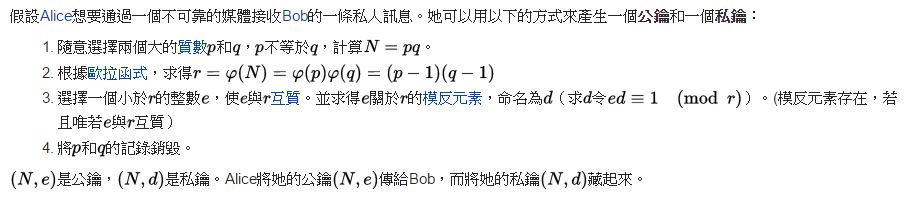 假設Alice想要通過一個不可靠的媒體接收Bob的一條私人訊息。她可以用以下的方式來產生一個公鑰和一個私鑰：
1. 隨意選擇兩個大的質數p和q，p不等於q，計算N = pq。
2. 根據歐拉函式，求得r = φ(N) = φ(p)φ(q) = (p − 1)(q − 1)
3. 選擇一個小於r的整數e，使e與r互質。並求得e關於r的模反元素，命名為d（求d令ed ≡ 1 (mod r)）。(模反元素存在，若
且唯若e與r互質）
4. 將p和q的記錄銷毀。
(N, e)是公鑰，(N, d)是私鑰。Alice將她的公鑰(N, e)傳給Bob，而將她的私鑰(N, d)藏起來。